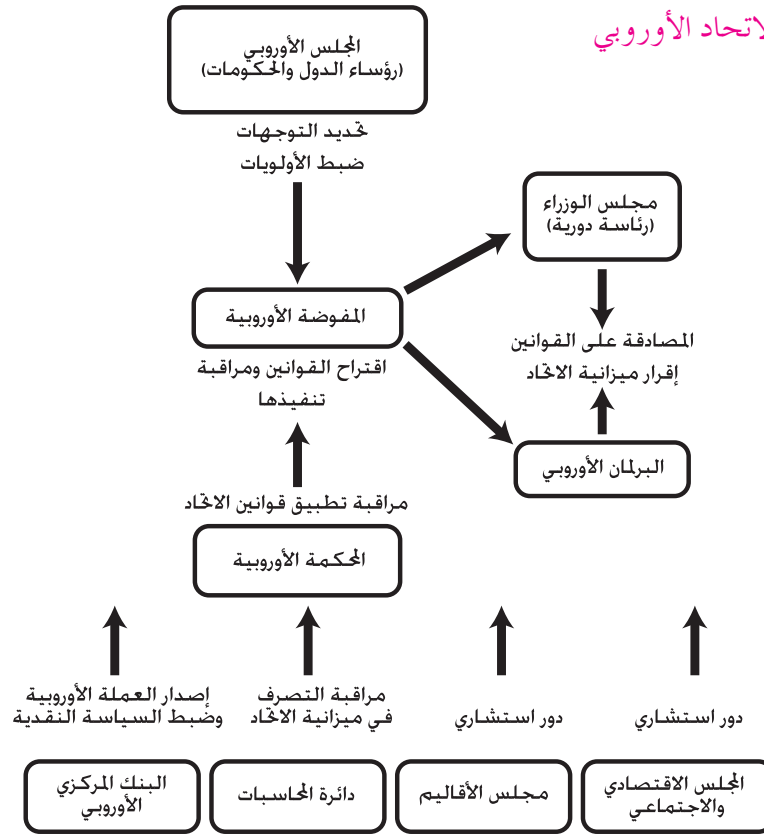 لاتحاد الأوروبي
المجلس الأوروبي
(رؤساء الدول والحكومات)
تحديد التوجهات
ضبط الأولويات
مجلس الوزراء
(رئاسة دورية)
المفوضة الأوروبية
المصادقة على القوانين
إقرار ميزانية الاتحاد
اقتراح القوانين ومراقبة
تنفيذها
البرلمان الأوروبي
مراقبة تطبيق قوانين الاتحاد
المحكمة الأوروبية
دور استشاري
دور استشاري
مراقبة التصرف
في ميزانية الاتحاد
إصدار العملة الأوروبية
وضبط السياسة النقدية
المجلس الاقتصادي
والاجتماعي
مجلس الأقاليم
دائرة المحاسبات
البنك المركزي
الأوروبي